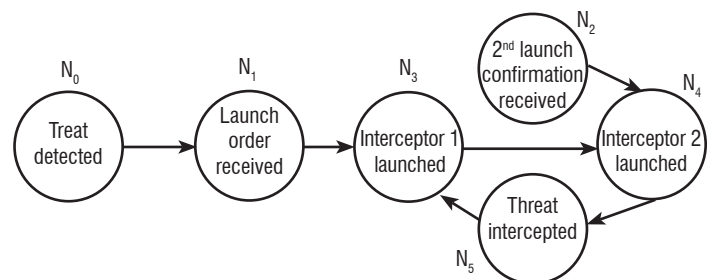 N₀
Treat
detected
N₁
Launch
order
received
N₃
Interceptor 1
launched
N₂
2ⁿᵈ launch
confirmation
received
N₄
Interceptor 2
launched
Threat
intercepted
N₅